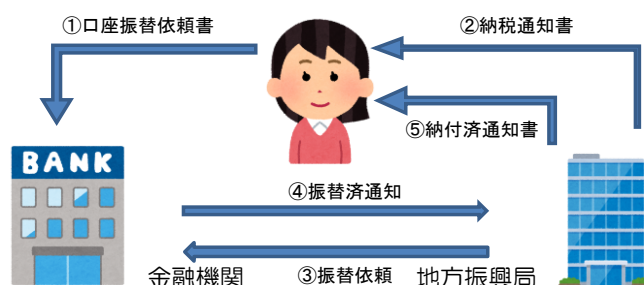 ①口座振替依頼書
②納税通知書
⑤納付済通知書
BANK
④振替済通知
金融機関
③振替依頼
地方振興局